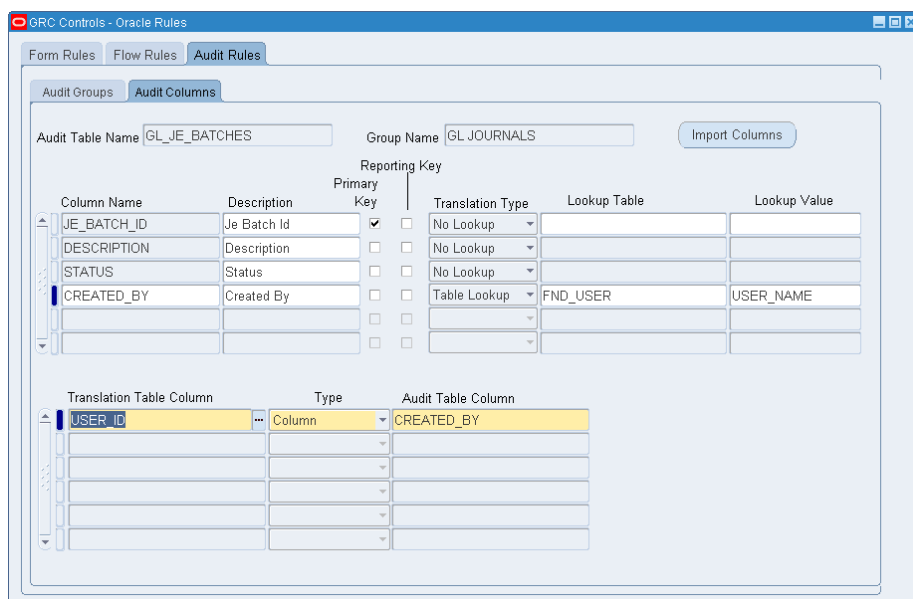 GRC Controls - Oracle Rules
Form Rules Flow Rules Audit Rules
Audit Groups Audit Columns
Audit Table Name GL_JE_BATCHES Group Name GL JOURNALS Import Columns
Reporting Key
Primary
Column Name Description Key Translation Type Lookup Table Lookup Value
JE_BATCH_ID Je Batch Id No Lookup
DESCRIPTION Description No Lookup
STATUS Status No Lookup
CREATED_BY Created By Table Lookup FND_USER USER_NAME
Translation Table Column Type Audit Table Column
USER_ID ... Column CREATED_BY